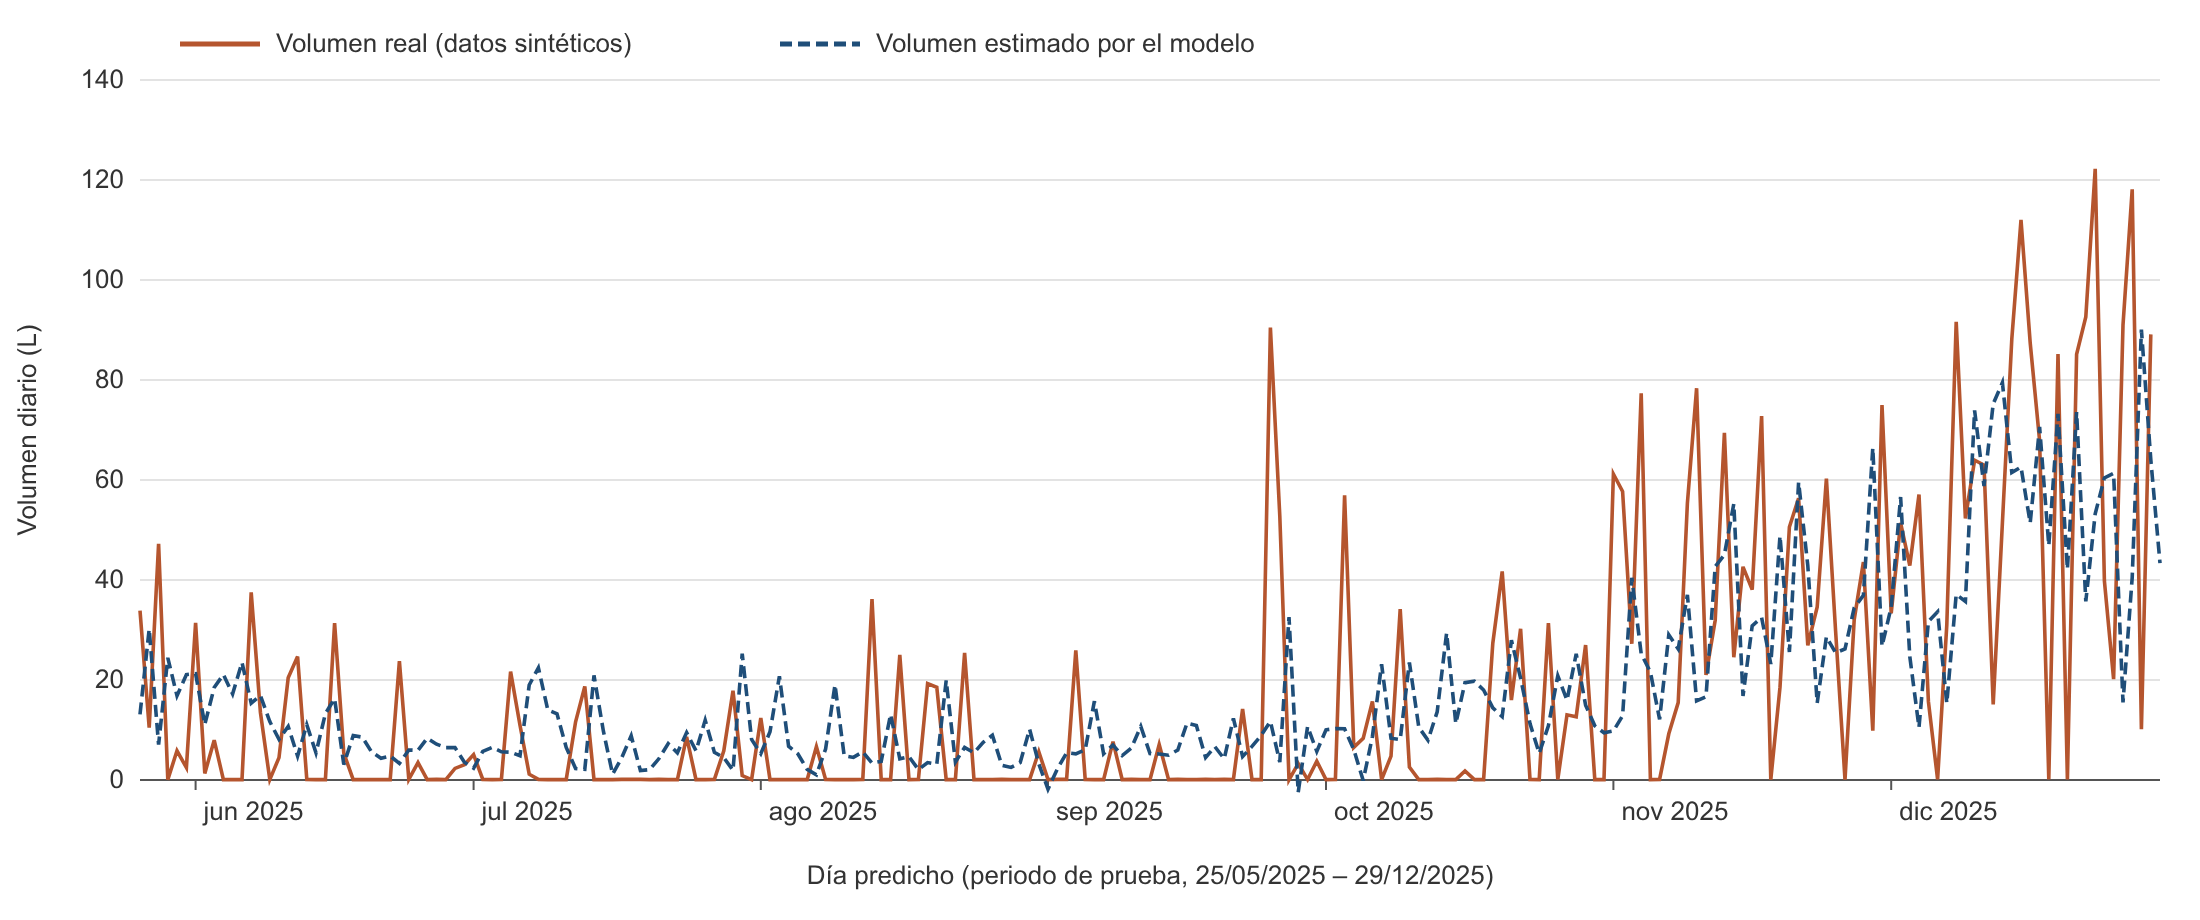 Volumen real (datos sintéticos)
Volumen estimado por el modelo
140
120
100
80
60
40
20
0
Volumen diario (L)
jun 2025
jul 2025
ago 2025
sep 2025
oct 2025
nov 2025
dic 2025
Día predicho (periodo de prueba, 25/05/2025 – 29/12/2025)